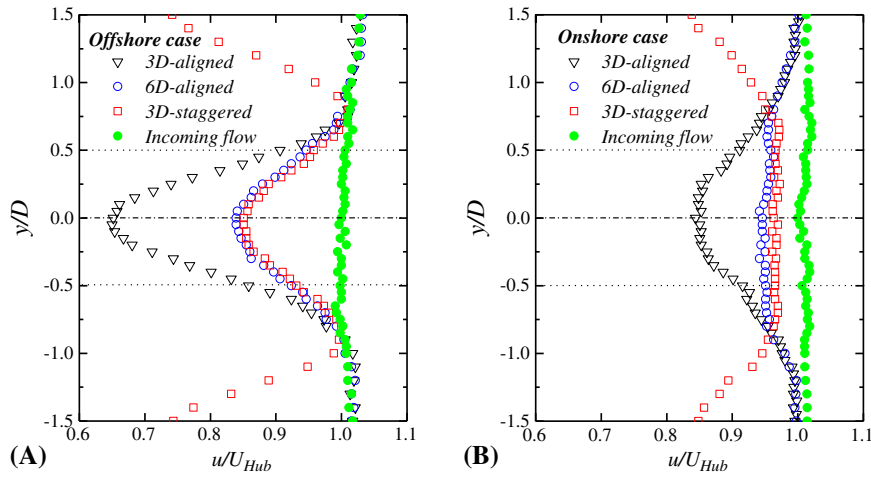 Offshore case
3D-aligned
6D-aligned
3D-staggered
Incoming flow
1.5
1.0
0.5
0.0
-0.5
-1.0
-1.5
y/D
0.6 0.7 0.8 0.9 1.0 1.1
u/U_Hub
(A)
Onshore case
3D-aligned
6D-aligned
3D-staggered
Incoming flow
1.5
1.0
0.5
0.0
-0.5
-1.0
-1.5
y/D
0.6 0.7 0.8 0.9 1.0 1.1
u/U_Hub
(B)